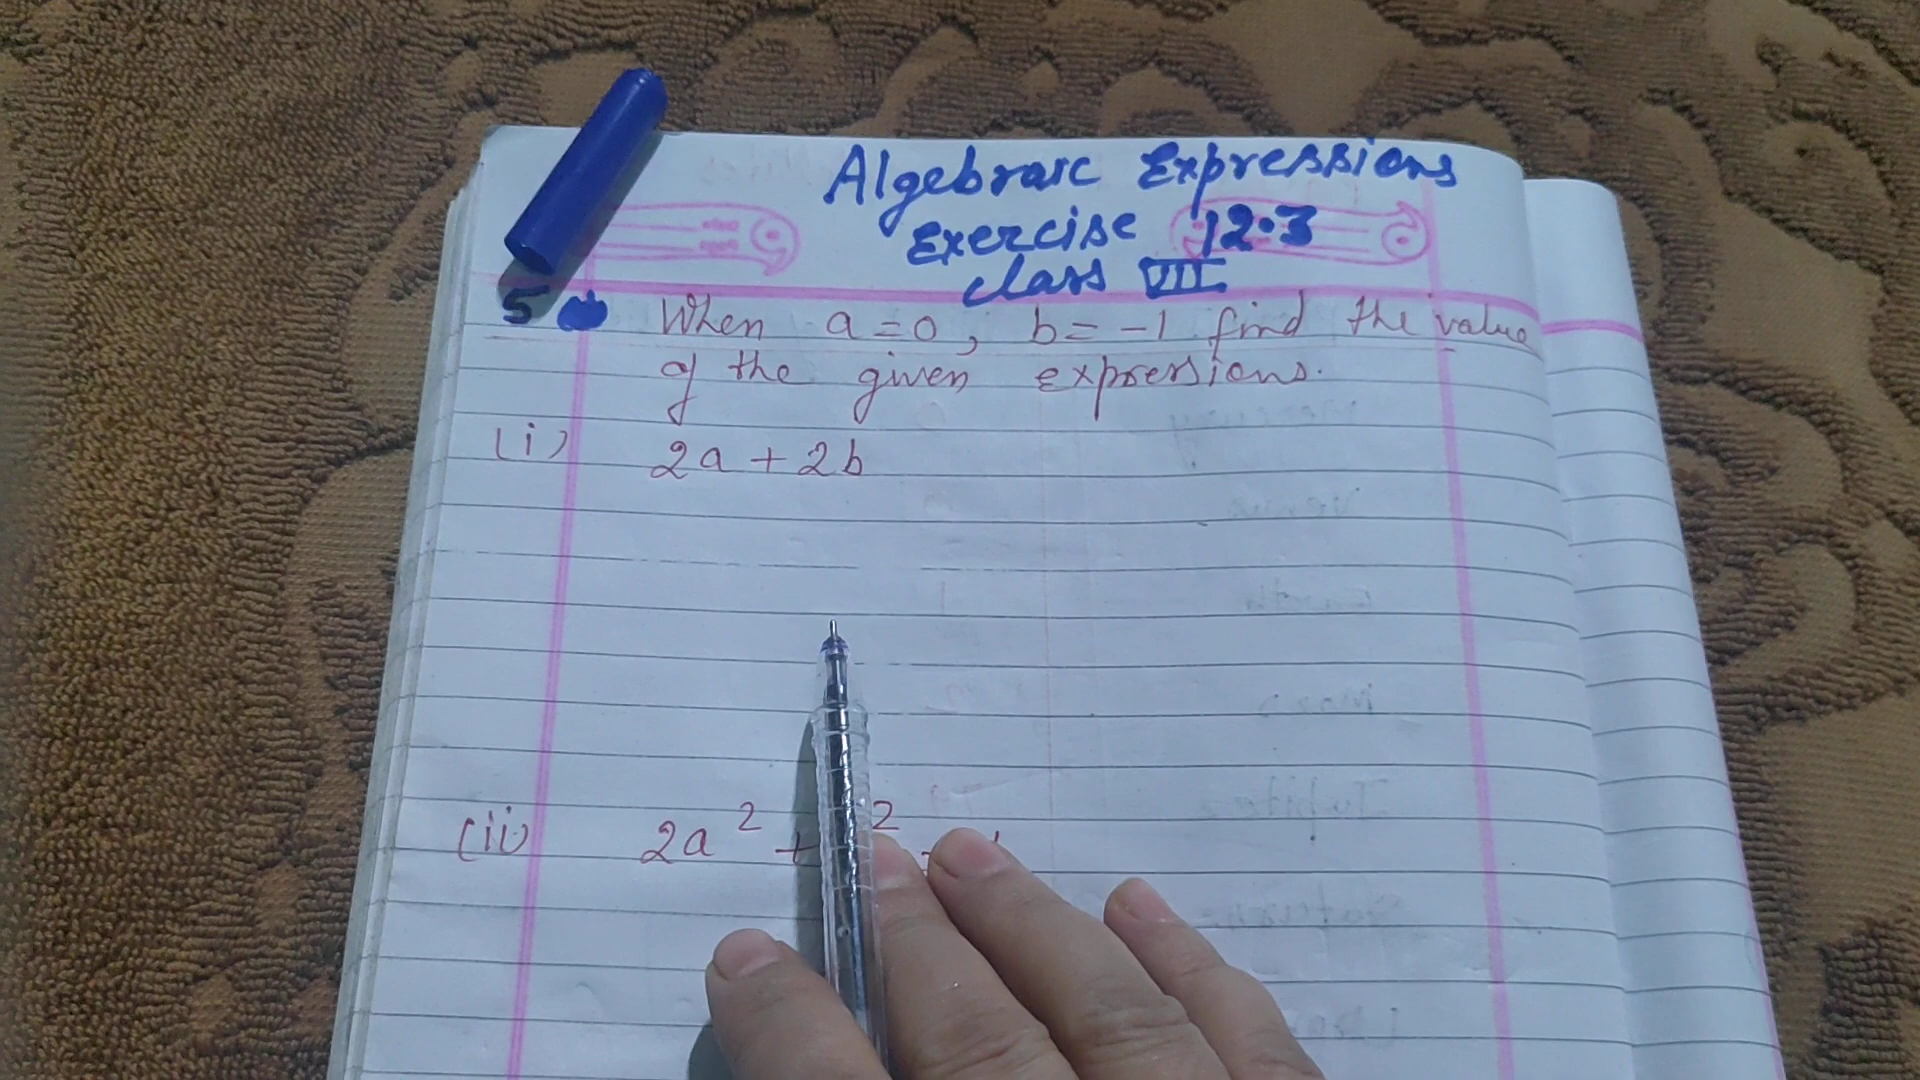 Algebraic Expressions
Exercise 12.3
class VII
5 When a=0, b=-1 find the value
of the given expressions.
(i) 2a+2b
(ii) 2a² + ²